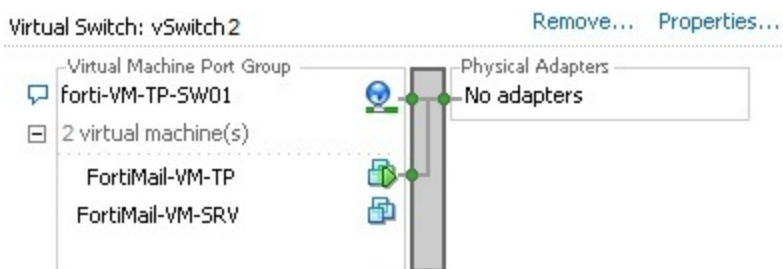 Virtual Switch: vSwitch2 Remove... Properties...
Virtual Machine Port Group Physical Adapters
forti-VM-TP-SW01 No adapters
2 virtual machine(s)
FortiMail-VM-TP
FortiMail-VM-SRV